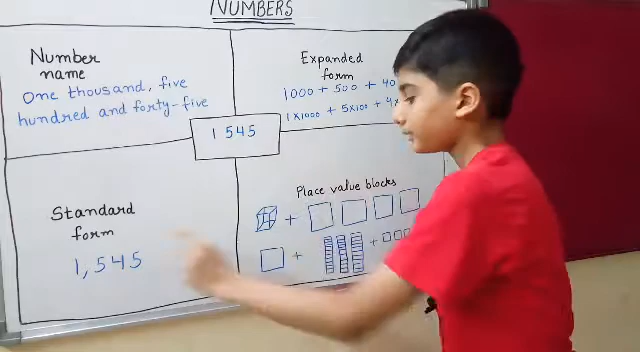 NUMBERS
Number
name
One thousand, five
hundred and forty-five
Expanded
form
1000 + 500 + 40
1x1000 + 5x100 + 4x
1 545
Standard
form
1,545
Place value blocks
+
+ +